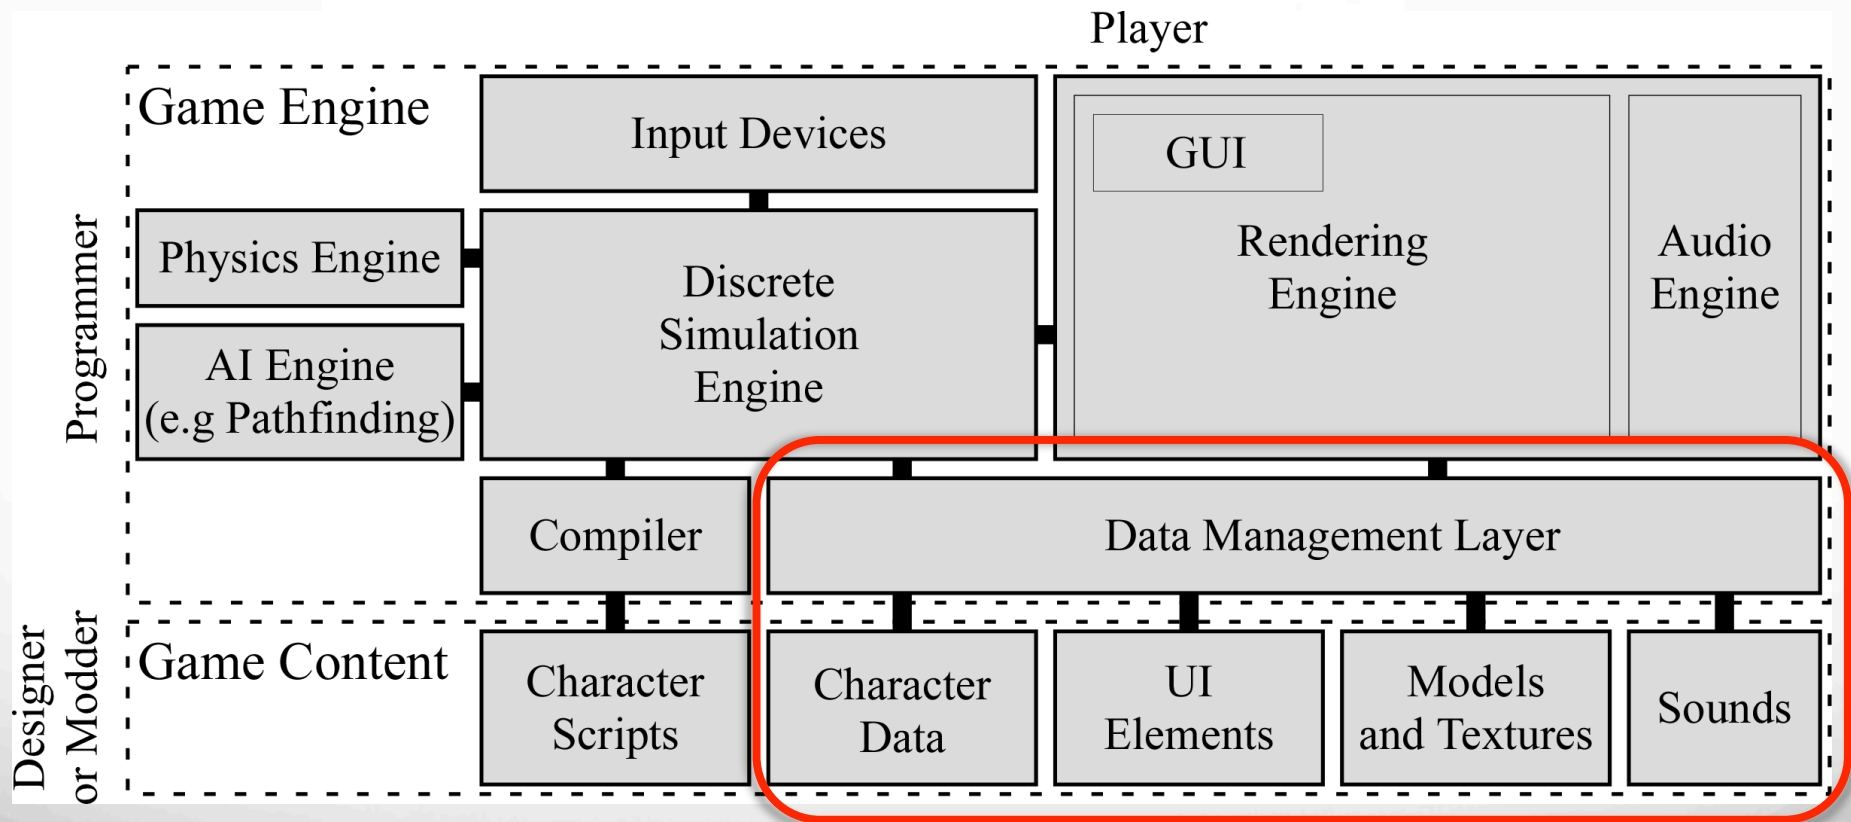 Player
Game Engine
Input Devices
GUI
Rendering
Engine
Audio
Engine
Programmer
Physics Engine
Discrete
Simulation
Engine
AI Engine
(e.g Pathfinding)
Compiler
Data Management Layer
Designer
or Modder
Game Content
Character
Scripts
Character
Data
UI
Elements
Models
and Textures
Sounds